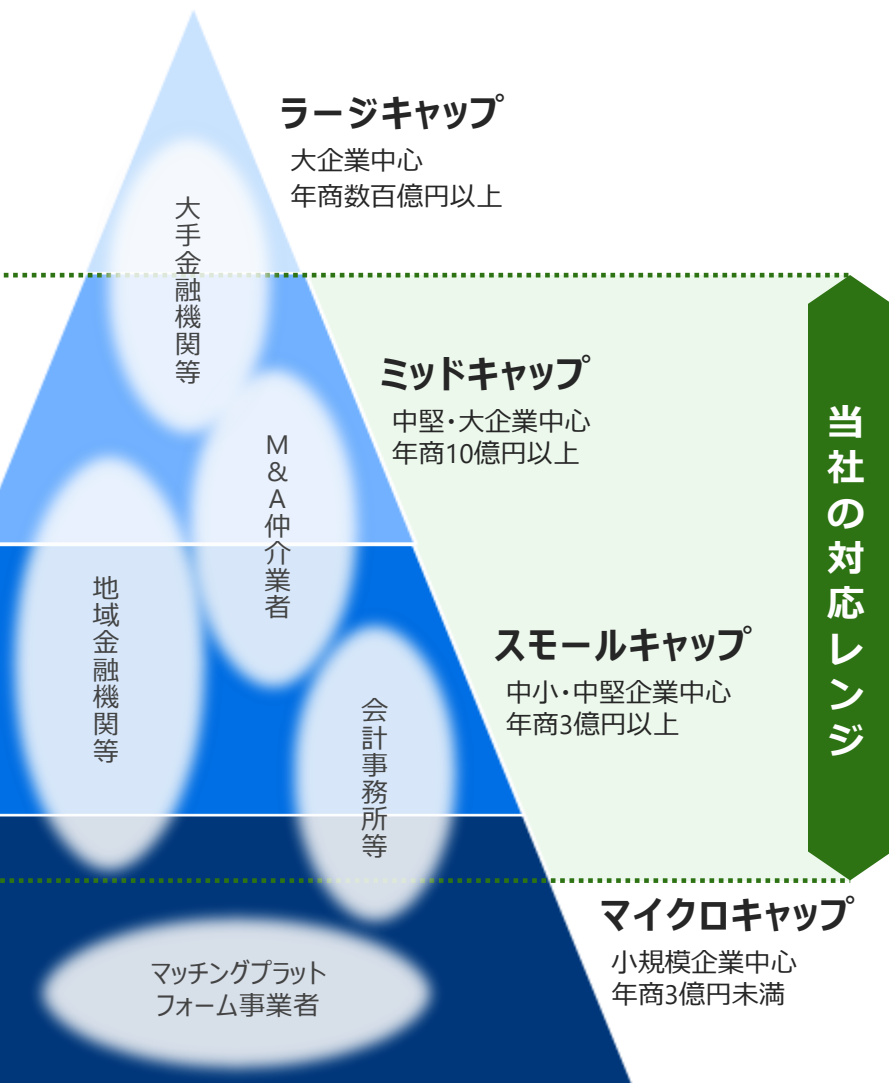 ラージキャップ
大企業中心
年商数百億円以上
大手金融機関等
ミッドキャップ
中堅・大企業中心
年商10億円以上
M&A仲介業者
当社の対応レンジ
地域金融機関等
スモールキャップ
中小・中堅企業中心
年商3億円以上
会計事務所等
マイクロキャップ
小規模企業中心
年商3億円未満
マッチングプラット
フォーム事業者